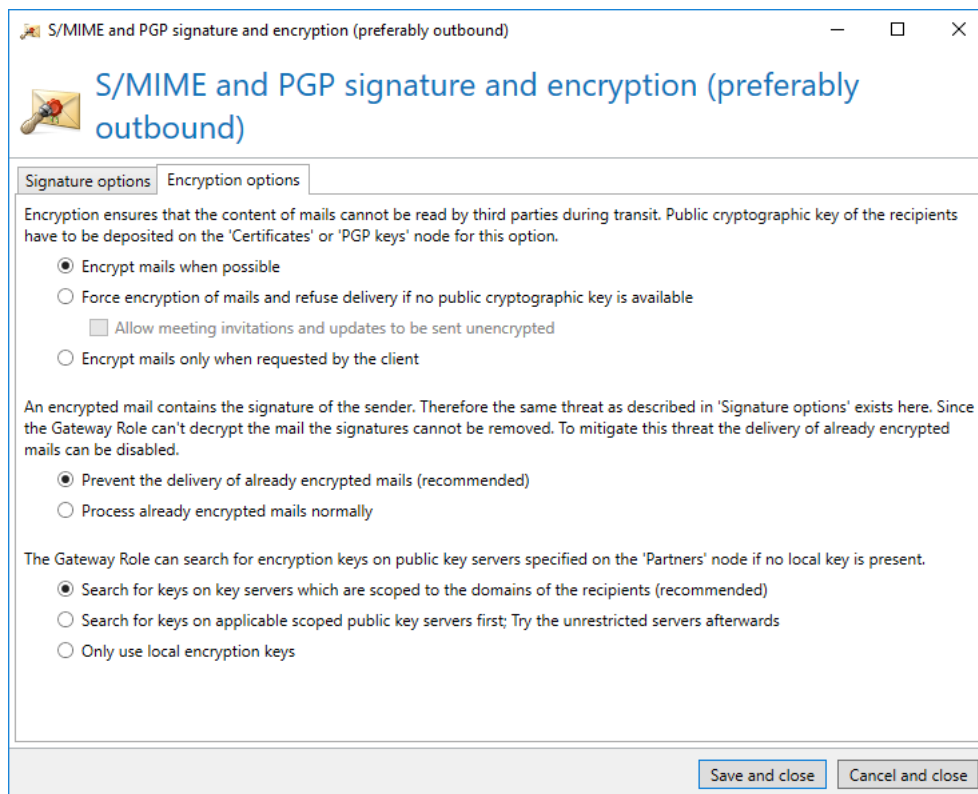 S/MIME and PGP signature and encryption (preferably outbound)
S/MIME and PGP signature and encryption (preferably
outbound)
Signature options
Encryption options
Encryption ensures that the content of mails cannot be read by third parties during transit. Public cryptographic key of the recipients
have to be deposited on the 'Certificates' or 'PGP keys' node for this option.
Encrypt mails when possible
Force encryption of mails and refuse delivery if no public cryptographic key is available
Allow meeting invitations and updates to be sent unencrypted
Encrypt mails only when requested by the client
An encrypted mail contains the signature of the sender. Therefore the same threat as described in 'Signature options' exists here. Since
the Gateway Role can't decrypt the mail the signatures cannot be removed. To mitigate this threat the delivery of already encrypted
mails can be disabled.
Prevent the delivery of already encrypted mails (recommended)
Process already encrypted mails normally
The Gateway Role can search for encryption keys on public key servers specified on the 'Partners' node if no local key is present.
Search for keys on key servers which are scoped to the domains of the recipients (recommended)
Search for keys on applicable scoped public key servers first; Try the unrestricted servers afterwards
Only use local encryption keys
Save and close
Cancel and close